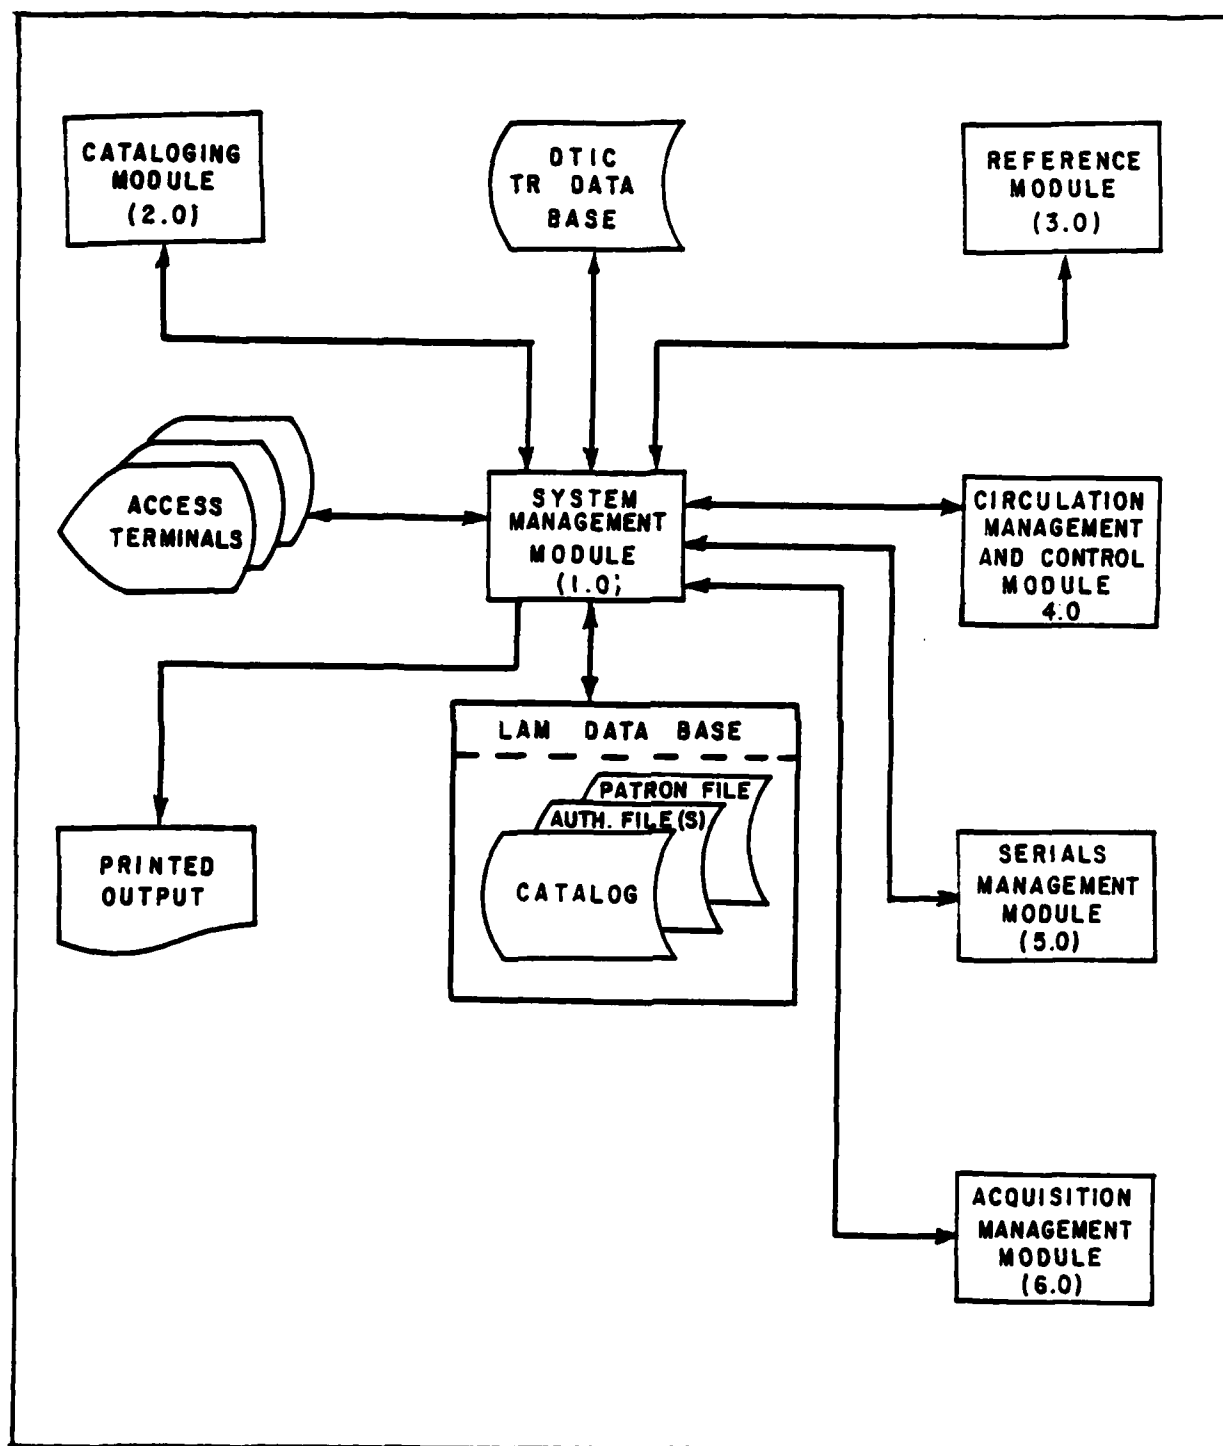 CATALOGING
MODULE
(2.0)
DTIC
TR DATA
BASE
REFERENCE
MODULE
(3.0)
ACCESS
TERMINALS
SYSTEM
MANAGEMENT
MODULE
(1.0)
CIRCULATION
MANAGEMENT
AND CONTROL
MODULE
4.0
LAM DATA BASE
PATRON FILE
AUTH. FILE(S)
CATALOG
PRINTED
OUTPUT
SERIALS
MANAGEMENT
MODULE
(5.0)
ACQUISITION
MANAGEMENT
MODULE
(6.0)